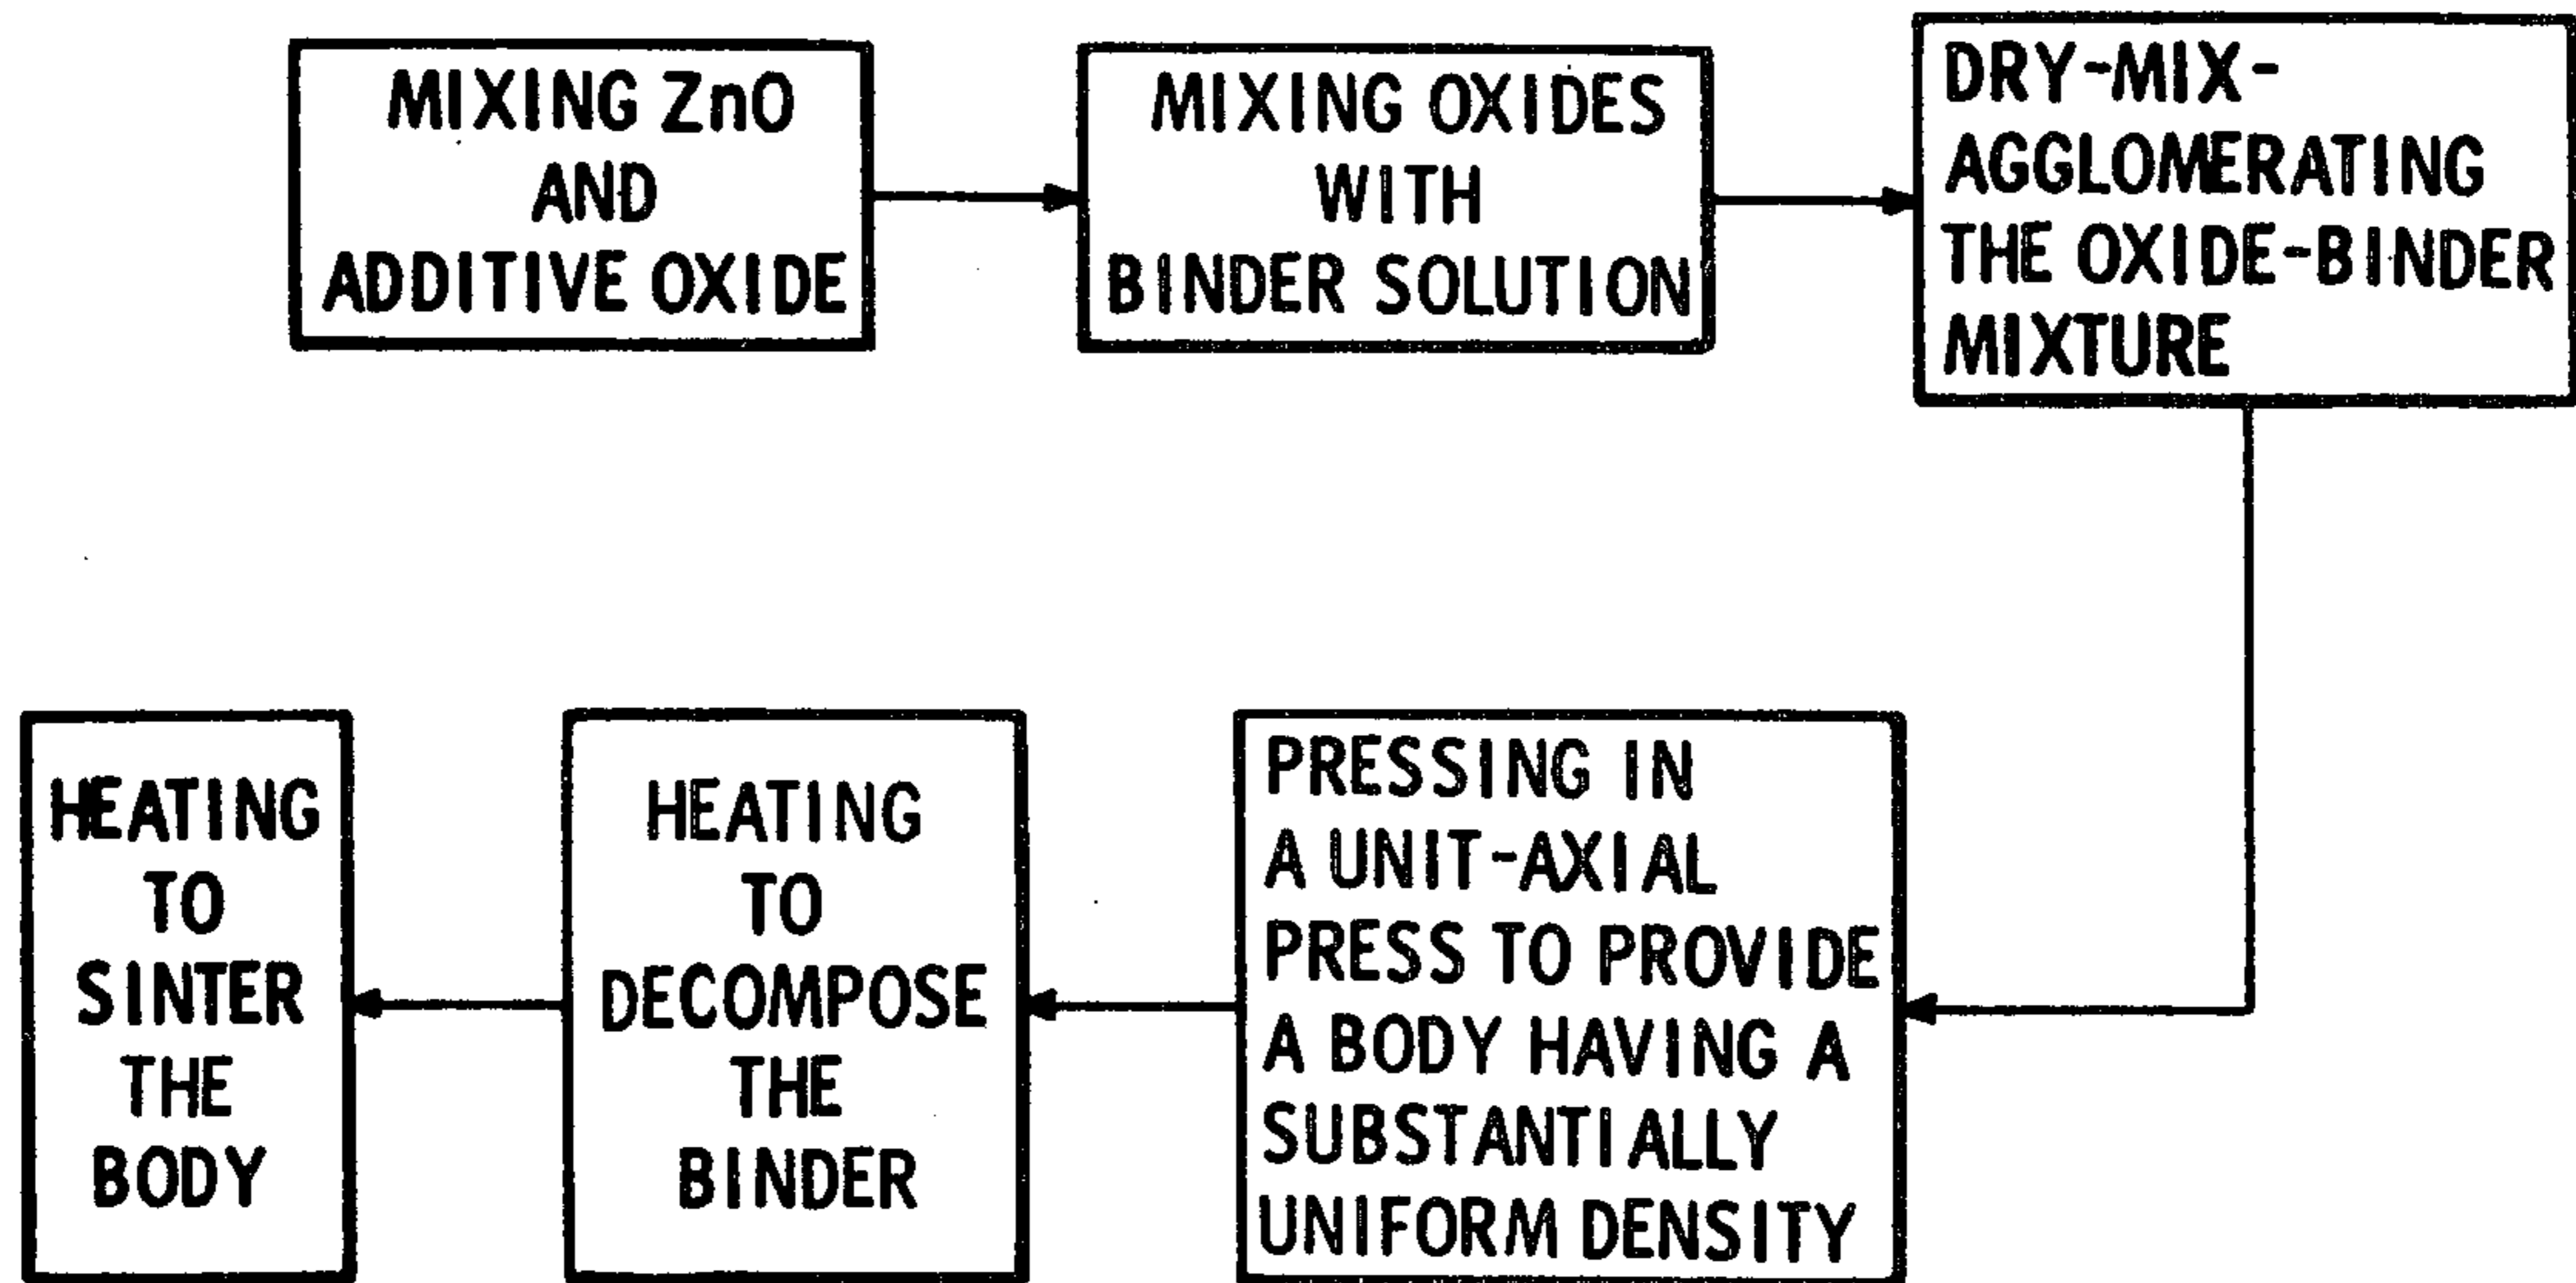 MIXING ZnO
AND
ADDITIVE OXIDE
MIXING OXIDES
WITH
BINDER SOLUTION
DRY-MIX-
AGGLOMERATING
THE OXIDE-BINDER
MIXTURE
PRESSING IN
A UNIT-AXIAL
PRESS TO PROVIDE
A BODY HAVING A
SUBSTANTIALLY
UNIFORM DENSITY
HEATING
TO
DECOMPOSE
THE
BINDER
HEATING
TO
SINTER
THE
BODY